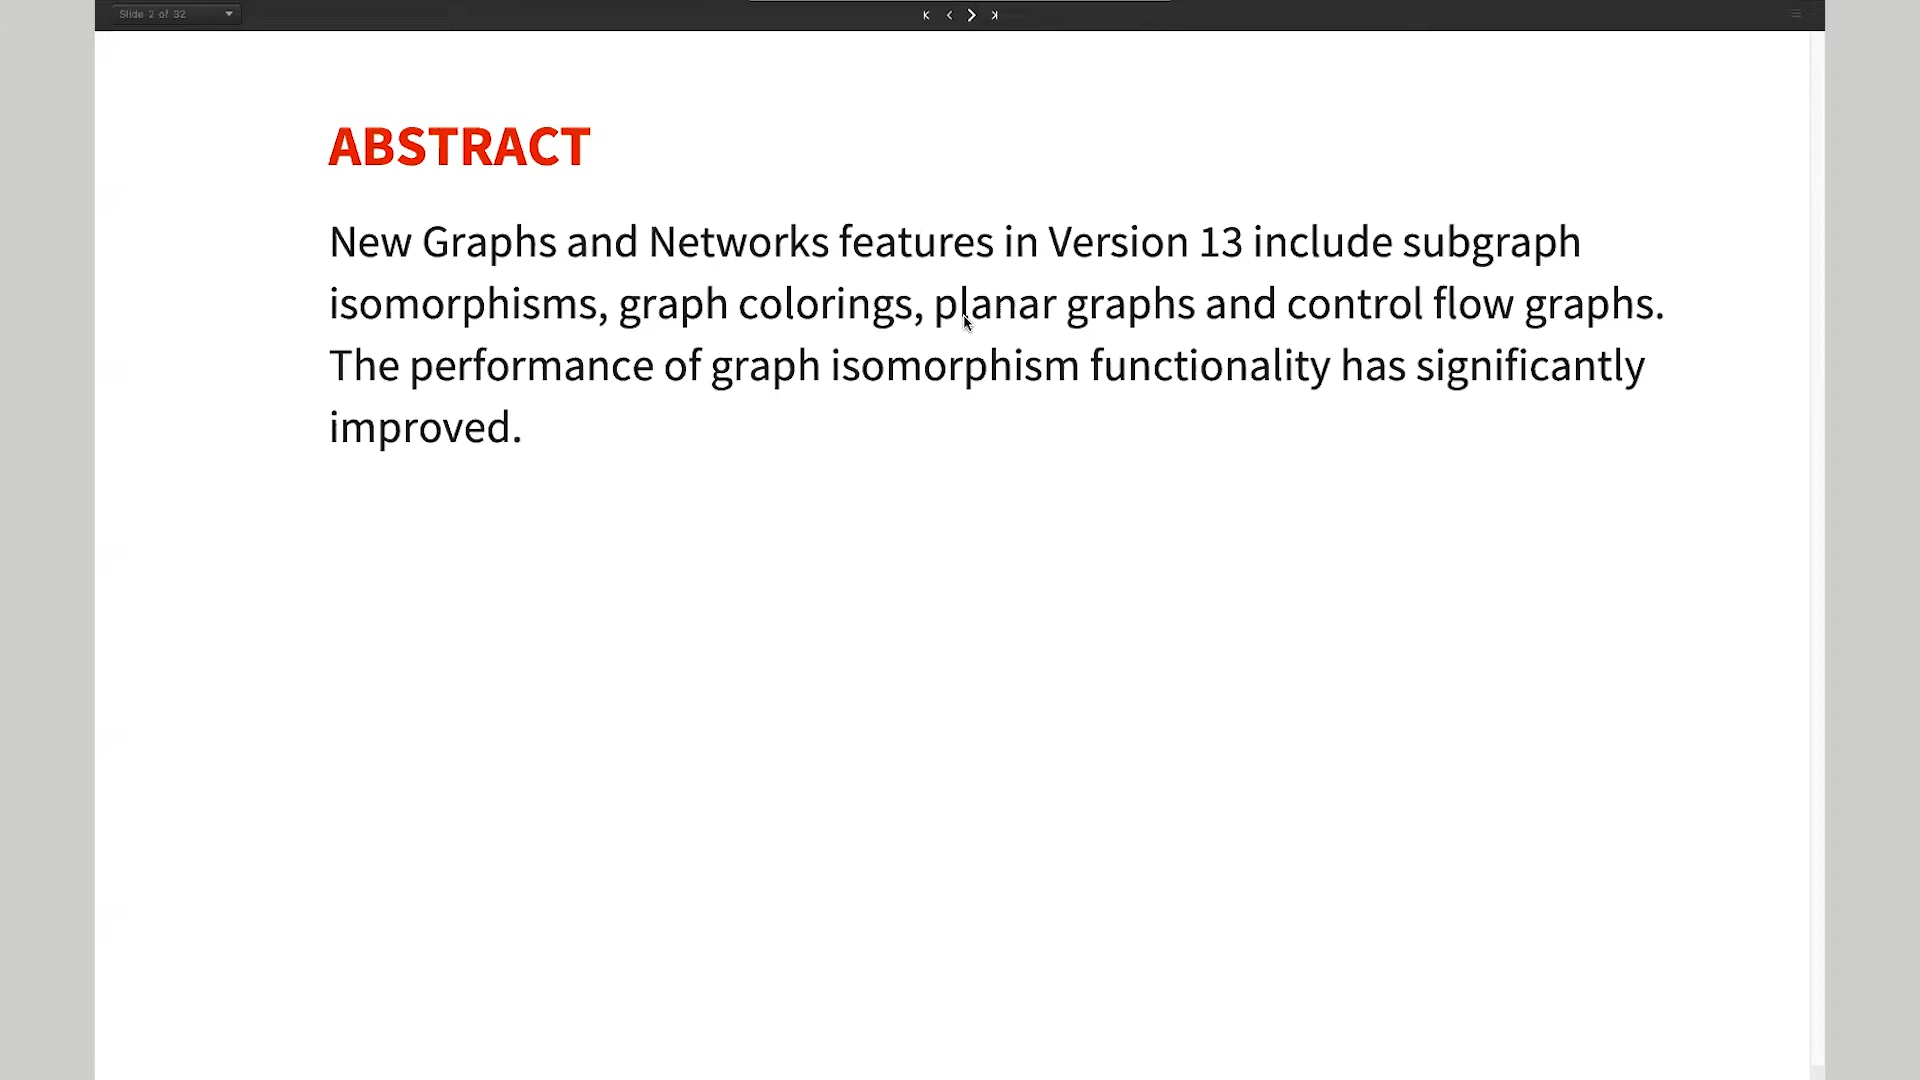 Slide 2 of 32
ABSTRACT
New Graphs and Networks features in Version 13 include subgraph
isomorphisms, graph colorings, planar graphs and control flow graphs.
The performance of graph isomorphism functionality has significantly
improved.